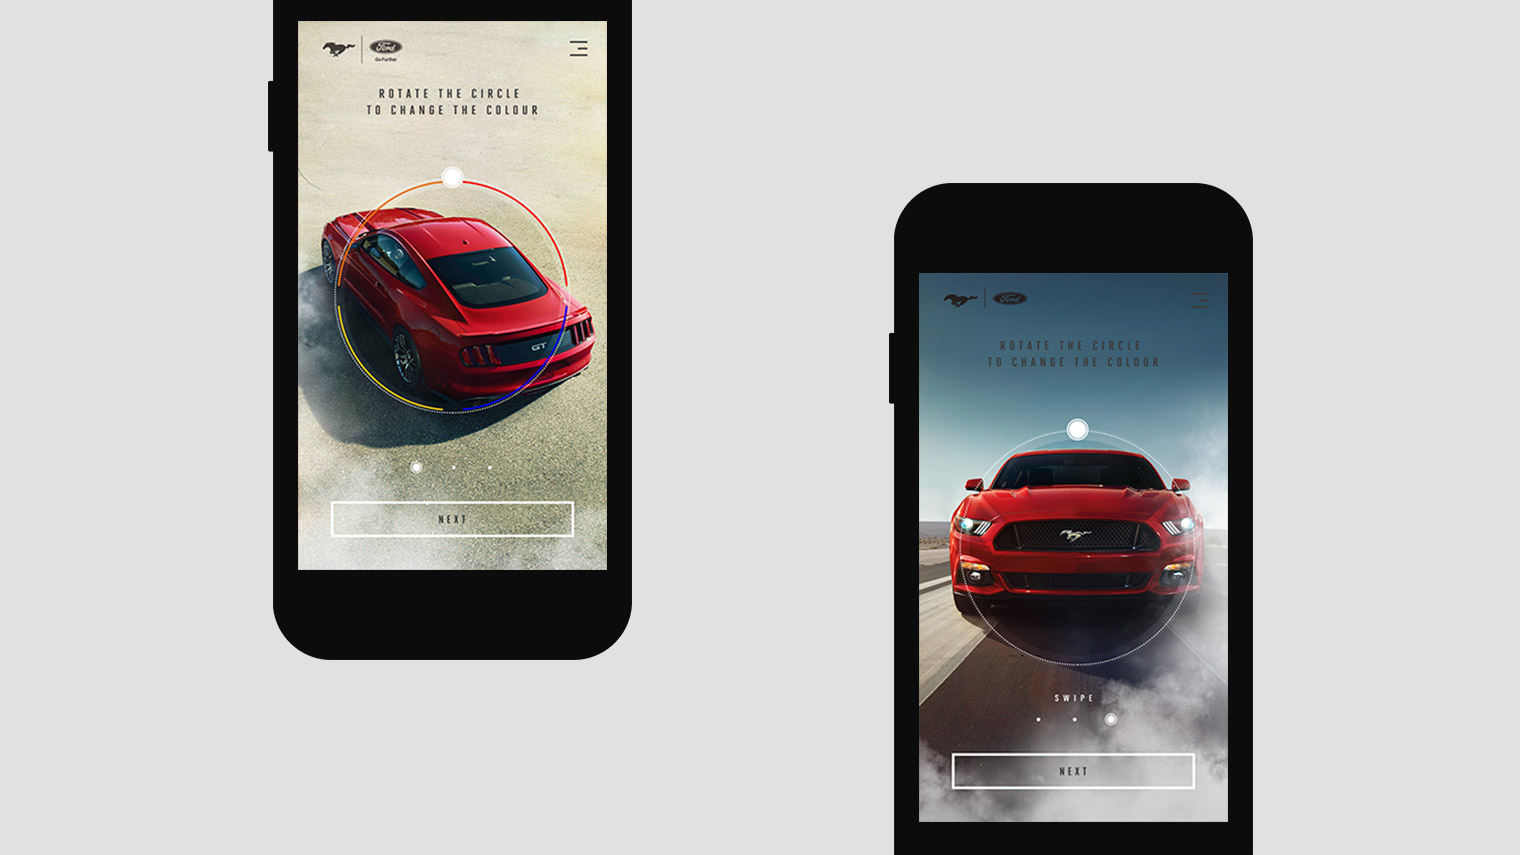 Ford
Go Further
ROTATE THE CIRCLE
TO CHANGE THE COLOUR
GT
NEXT
Ford
ROTATE THE CIRCLE
TO CHANGE THE COLOUR
SWIPE
NEXT